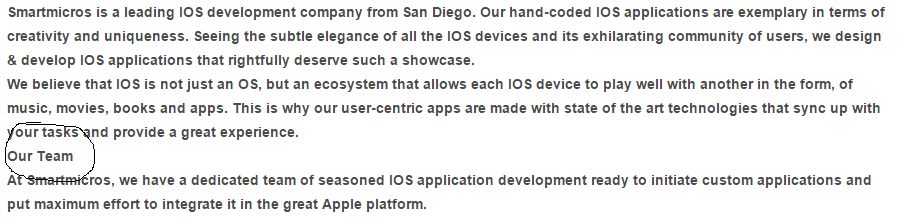 Smartmicros is a leading IOS development company from San Diego. Our hand-coded IOS applications are exemplary in terms of
creativity and uniqueness. Seeing the subtle elegance of all the IOS devices and its exhilarating community of users, we design
& develop IOS applications that rightfully deserve such a showcase.
We believe that IOS is not just an OS, but an ecosystem that allows each IOS device to play well with another in the form, of
music, movies, books and apps. This is why our user-centric apps are made with state of the art technologies that sync up with
your tasks and provide a great experience.
Our Team
At Smartmicros, we have a dedicated team of seasoned IOS application development ready to initiate custom applications and
put maximum effort to integrate it in the great Apple platform.